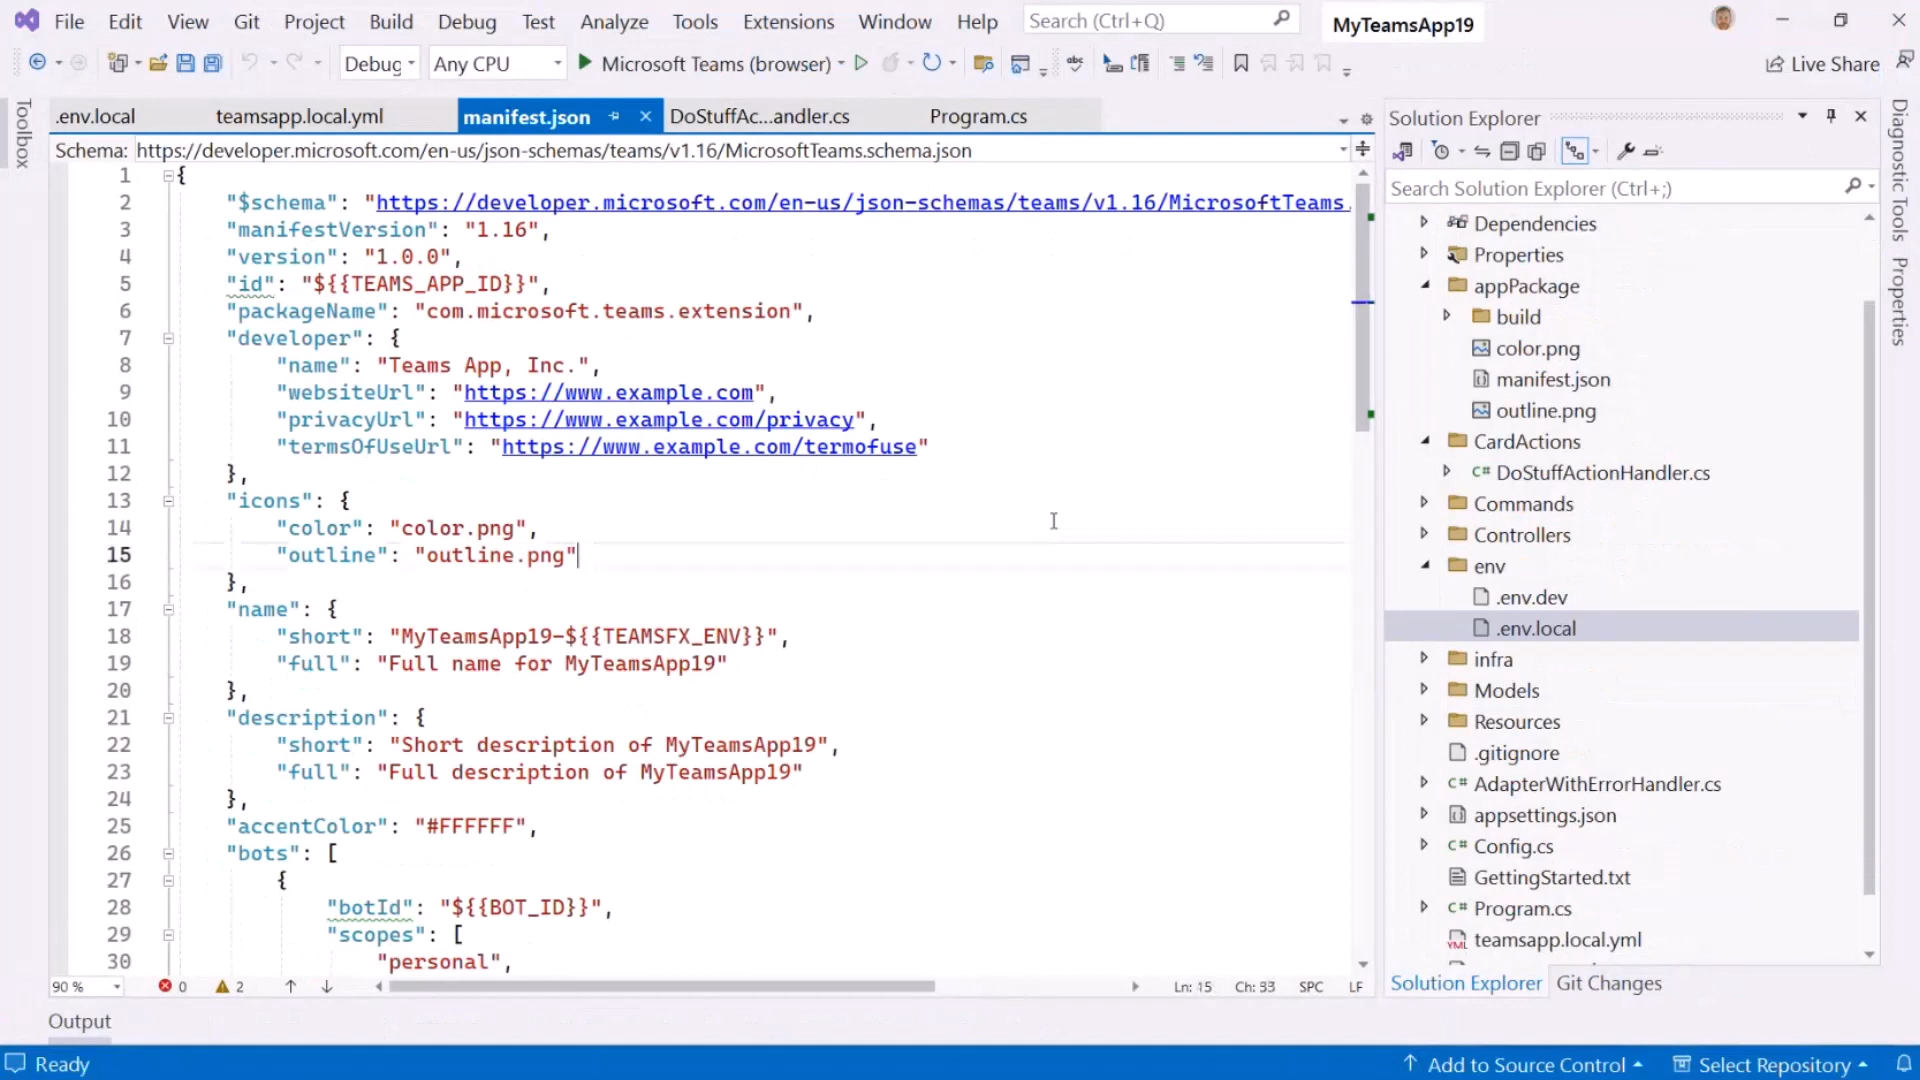 File Edit View Git Project Build Debug Test Analyze Tools Extensions Window Help Search (Ctrl+Q) MyTeamsApp19
Debug Any CPU Microsoft Teams (browser) Live Share
Toolbox
.env.local teamsapp.local.yml manifest.json DoStuffAc...andler.cs Program.cs
Schema: https://developer.microsoft.com/en-us/json-schemas/teams/v1.16/MicrosoftTeams.schema.json
1 {
2 "$schema": "https://developer.microsoft.com/en-us/json-schemas/teams/v1.16/MicrosoftTeams.
3 "manifestVersion": "1.16",
4 "version": "1.0.0",
5 "id": "${{TEAMS_APP_ID}}",
6 "packageName": "com.microsoft.teams.extension",
7 "developer": {
8 "name": "Teams App, Inc.",
9 "websiteUrl": "https://www.example.com",
10 "privacyUrl": "https://www.example.com/privacy",
11 "termsOfUseUrl": "https://www.example.com/termofuse"
12 },
13 "icons": {
14 "color": "color.png",
15 "outline": "outline.png"
16 },
17 "name": {
18 "short": "MyTeamsApp19-${{TEAMSFX_ENV}}",
19 "full": "Full name for MyTeamsApp19"
20 },
21 "description": {
22 "short": "Short description of MyTeamsApp19",
23 "full": "Full description of MyTeamsApp19"
24 },
25 "accentColor": "#FFFFFF",
26 "bots": [
27 {
28 "botId": "${{BOT_ID}}",
29 "scopes": [
30 "personal",
90 % 0 2 Ln: 15 Ch: 33 SPC LF
Output
Solution Explorer
Search Solution Explorer (Ctrl+;)
Dependencies
Properties
appPackage
build
color.png
manifest.json
outline.png
CardActions
C# DoStuffActionHandler.cs
Commands
Controllers
env
.env.dev
.env.local
infra
Models
Resources
.gitignore
C# AdapterWithErrorHandler.cs
appsettings.json
C# Config.cs
GettingStarted.txt
C# Program.cs
YML teamsapp.local.yml
Solution Explorer Git Changes
Diagnostic Tools
Properties
Ready Add to Source Control Select Repository